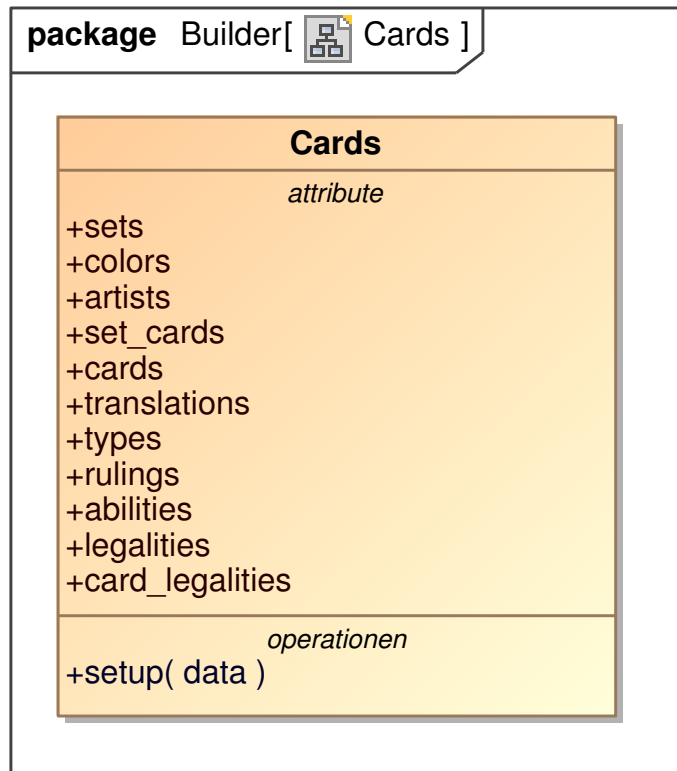 package Builder[ Cards ]
Cards
attribute
+sets
+colors
+artists
+set_cards
+cards
+translations
+types
+rulings
+abilities
+legalities
+card_legalities
operationen
+setup( data )